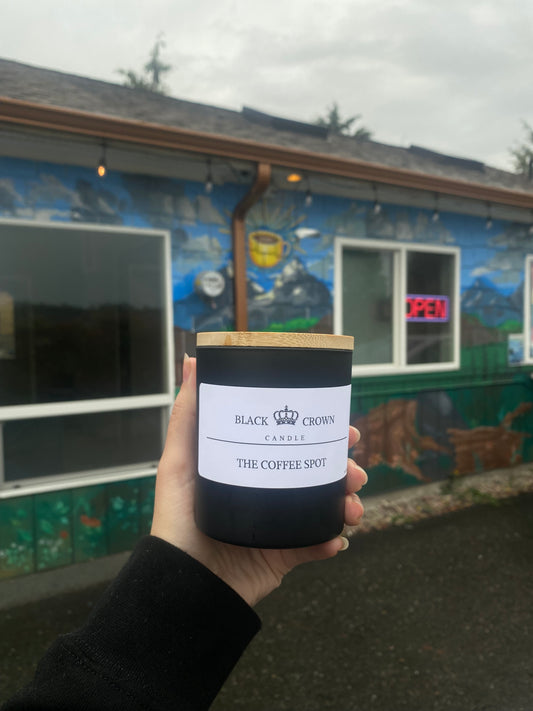 OPEN
BLACK CROWN
CANDLE
THE COFFEE SPOT